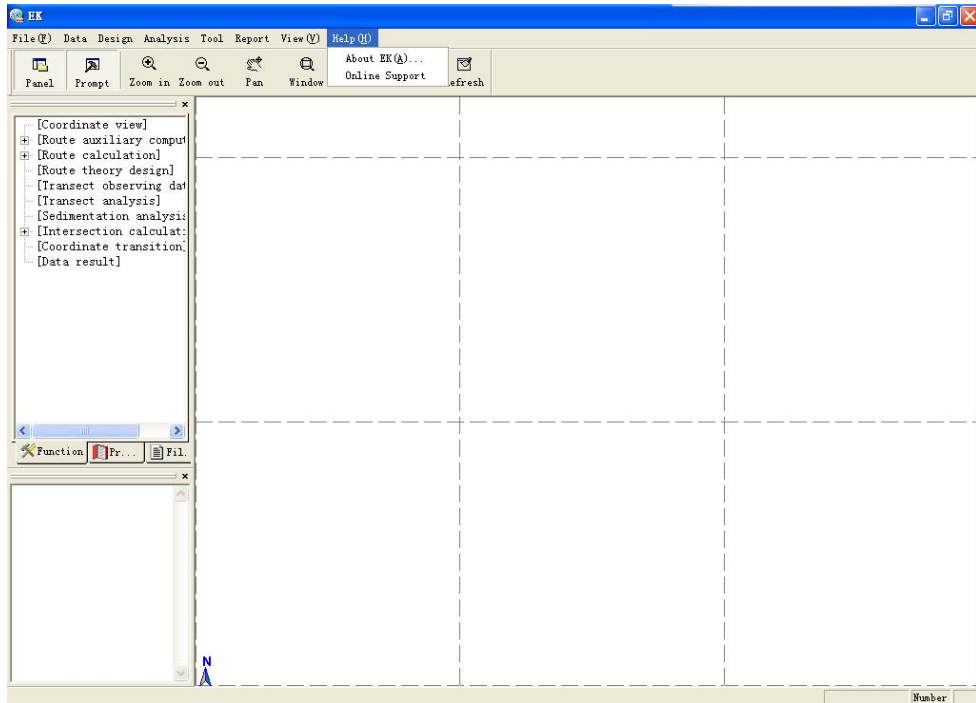 EK
File(F) Data Design Analysis Tool Report View(V) Help(H)
About EK(A)...
Online Support
Panel Prompt Zoom in Zoom out Pan Window efresh
[Coordinate view]
[Route auxiliary comput
[Route calculation]
[Route theory design]
[Transect observing dat
[Transect analysis]
[Sedimentation analysis
[Intersection calculat
[Coordinate transition]
[Data result]
Function Pr... Fil.
N
Number